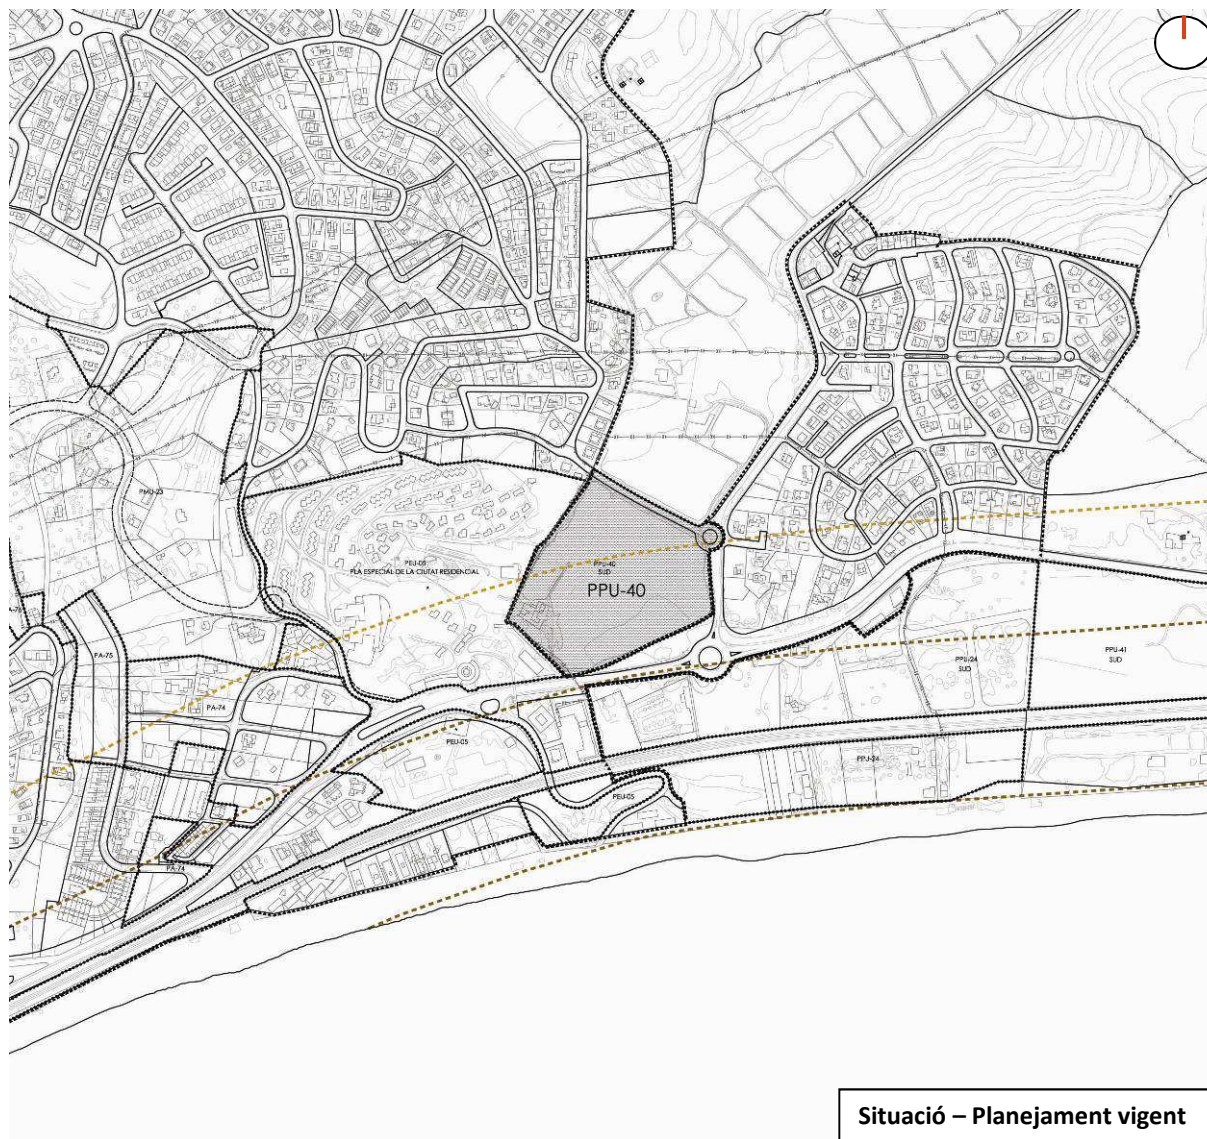 PMU-23
PEU-05
PLA ESPECIAL DE LA CIUTAT RESIDENCIAL
PPU-40
SUD
PPU-40
PA-75
PA-74
PPU-24
SUD
PPU-41
SUD
PEU-05
PPU-24
PEU-05
PA-74
Situació – Planejament vigent